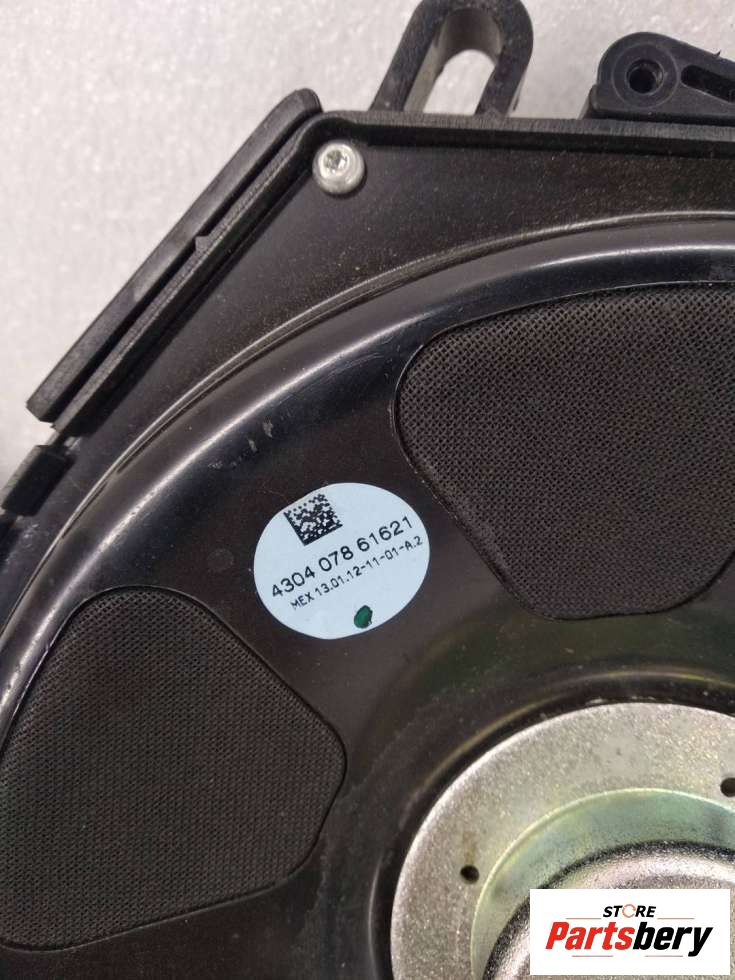 4304 078 61621
MEX 13.01.12-11-01-A.2
STORE
Partsbery